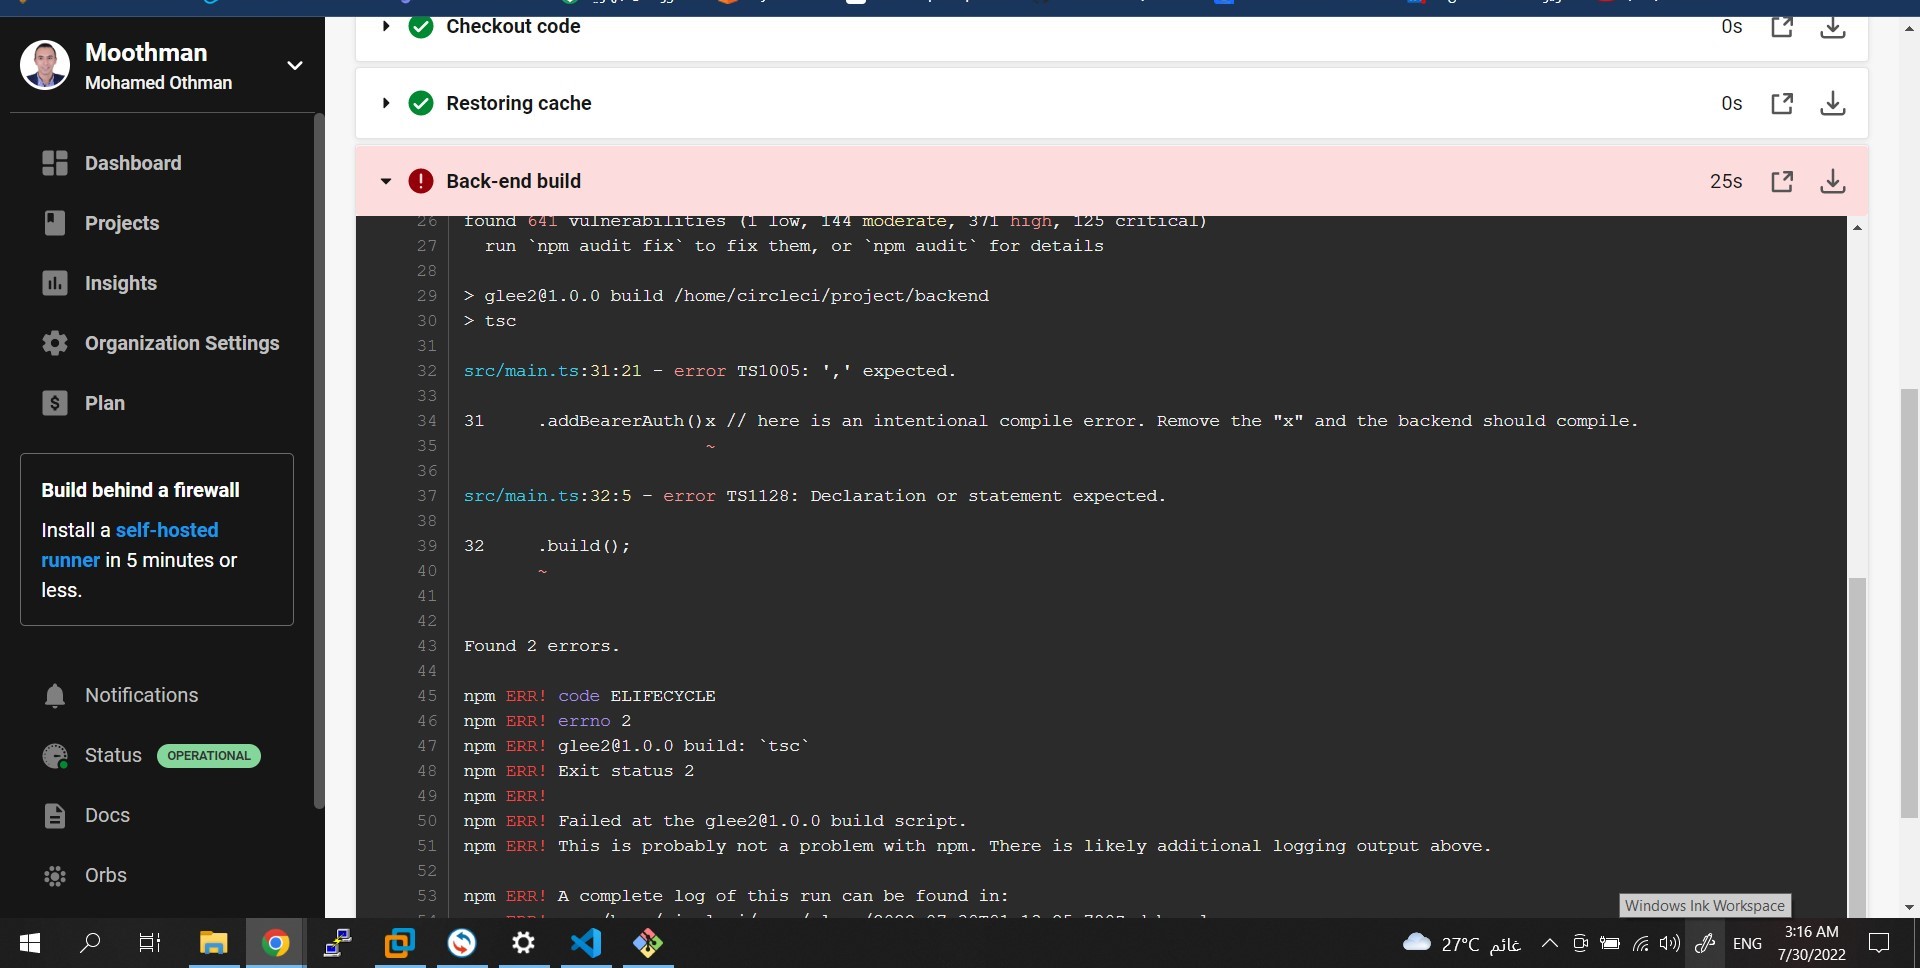 Moothman
Mohamed Othman
Dashboard
Projects
Insights
Organization Settings
Plan
Build behind a firewall
Install a self-hosted
runner in 5 minutes or
less.
Notifications
Status OPERATIONAL
Docs
Orbs
Checkout code 0s
Restoring cache 0s
Back-end build 25s
26 found 641 vulnerabilities (1 low, 144 moderate, 371 high, 125 critical)
27 run `npm audit fix` to fix them, or `npm audit` for details
28
29 > glee2@1.0.0 build /home/circleci/project/backend
30 > tsc
31
32 src/main.ts:31:21 - error TS1005: ',' expected.
33
34 31 .addBearerAuth()x // here is an intentional compile error. Remove the "x" and the backend should compile.
35 ~
36
37 src/main.ts:32:5 - error TS1128: Declaration or statement expected.
38
39 32 .build();
40 ~
41
42
43 Found 2 errors.
44
45 npm ERR! code ELIFECYCLE
46 npm ERR! errno 2
47 npm ERR! glee2@1.0.0 build: `tsc`
48 npm ERR! Exit status 2
49 npm ERR!
50 npm ERR! Failed at the glee2@1.0.0 build script.
51 npm ERR! This is probably not a problem with npm. There is likely additional logging output above.
52
53 npm ERR! A complete log of this run can be found in:
Windows Ink Workspace
27°C غائم
ENG
3:16 AM
7/30/2022